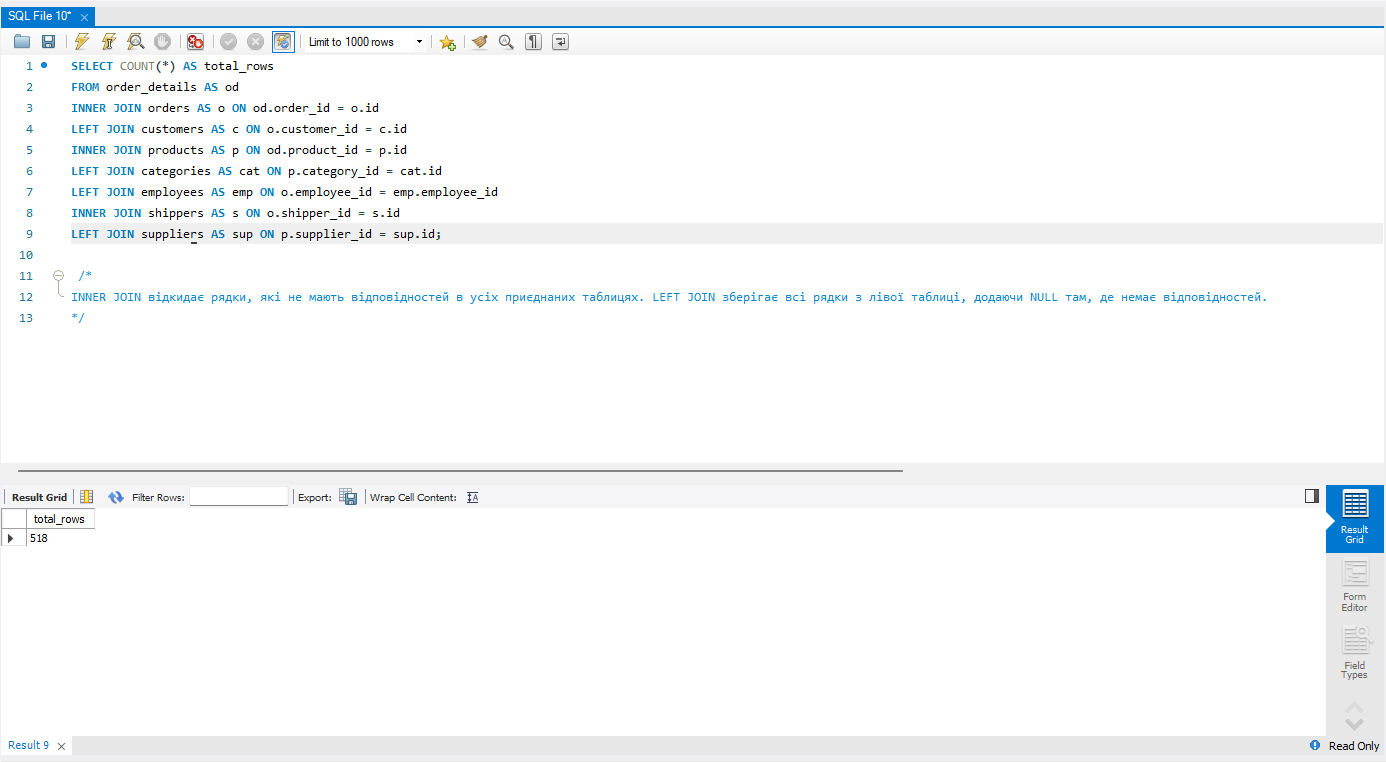 SQL File 10*
Limit to 1000 rows
1 SELECT COUNT(*) AS total_rows
2 FROM order_details AS od
3 INNER JOIN orders AS o ON od.order_id = o.id
4 LEFT JOIN customers AS c ON o.customer_id = c.id
5 INNER JOIN products AS p ON od.product_id = p.id
6 LEFT JOIN categories AS cat ON p.category_id = cat.id
7 LEFT JOIN employees AS emp ON o.employee_id = emp.employee_id
8 INNER JOIN shippers AS s ON o.shipper_id = s.id
9 LEFT JOIN suppliers AS sup ON p.supplier_id = sup.id;
10
11 /*
12 INNER JOIN відкидає рядки, які не мають відповідностей в усіх приєднаних таблицях. LEFT JOIN зберігає всі рядки з лівої таблиці, додаючи NULL там, де немає відповідностей.
13 */
Result Grid Filter Rows: Export: Wrap Cell Content:
total_rows
518
Result
Grid
Form
Editor
Field
Types
Result 9
Read Only